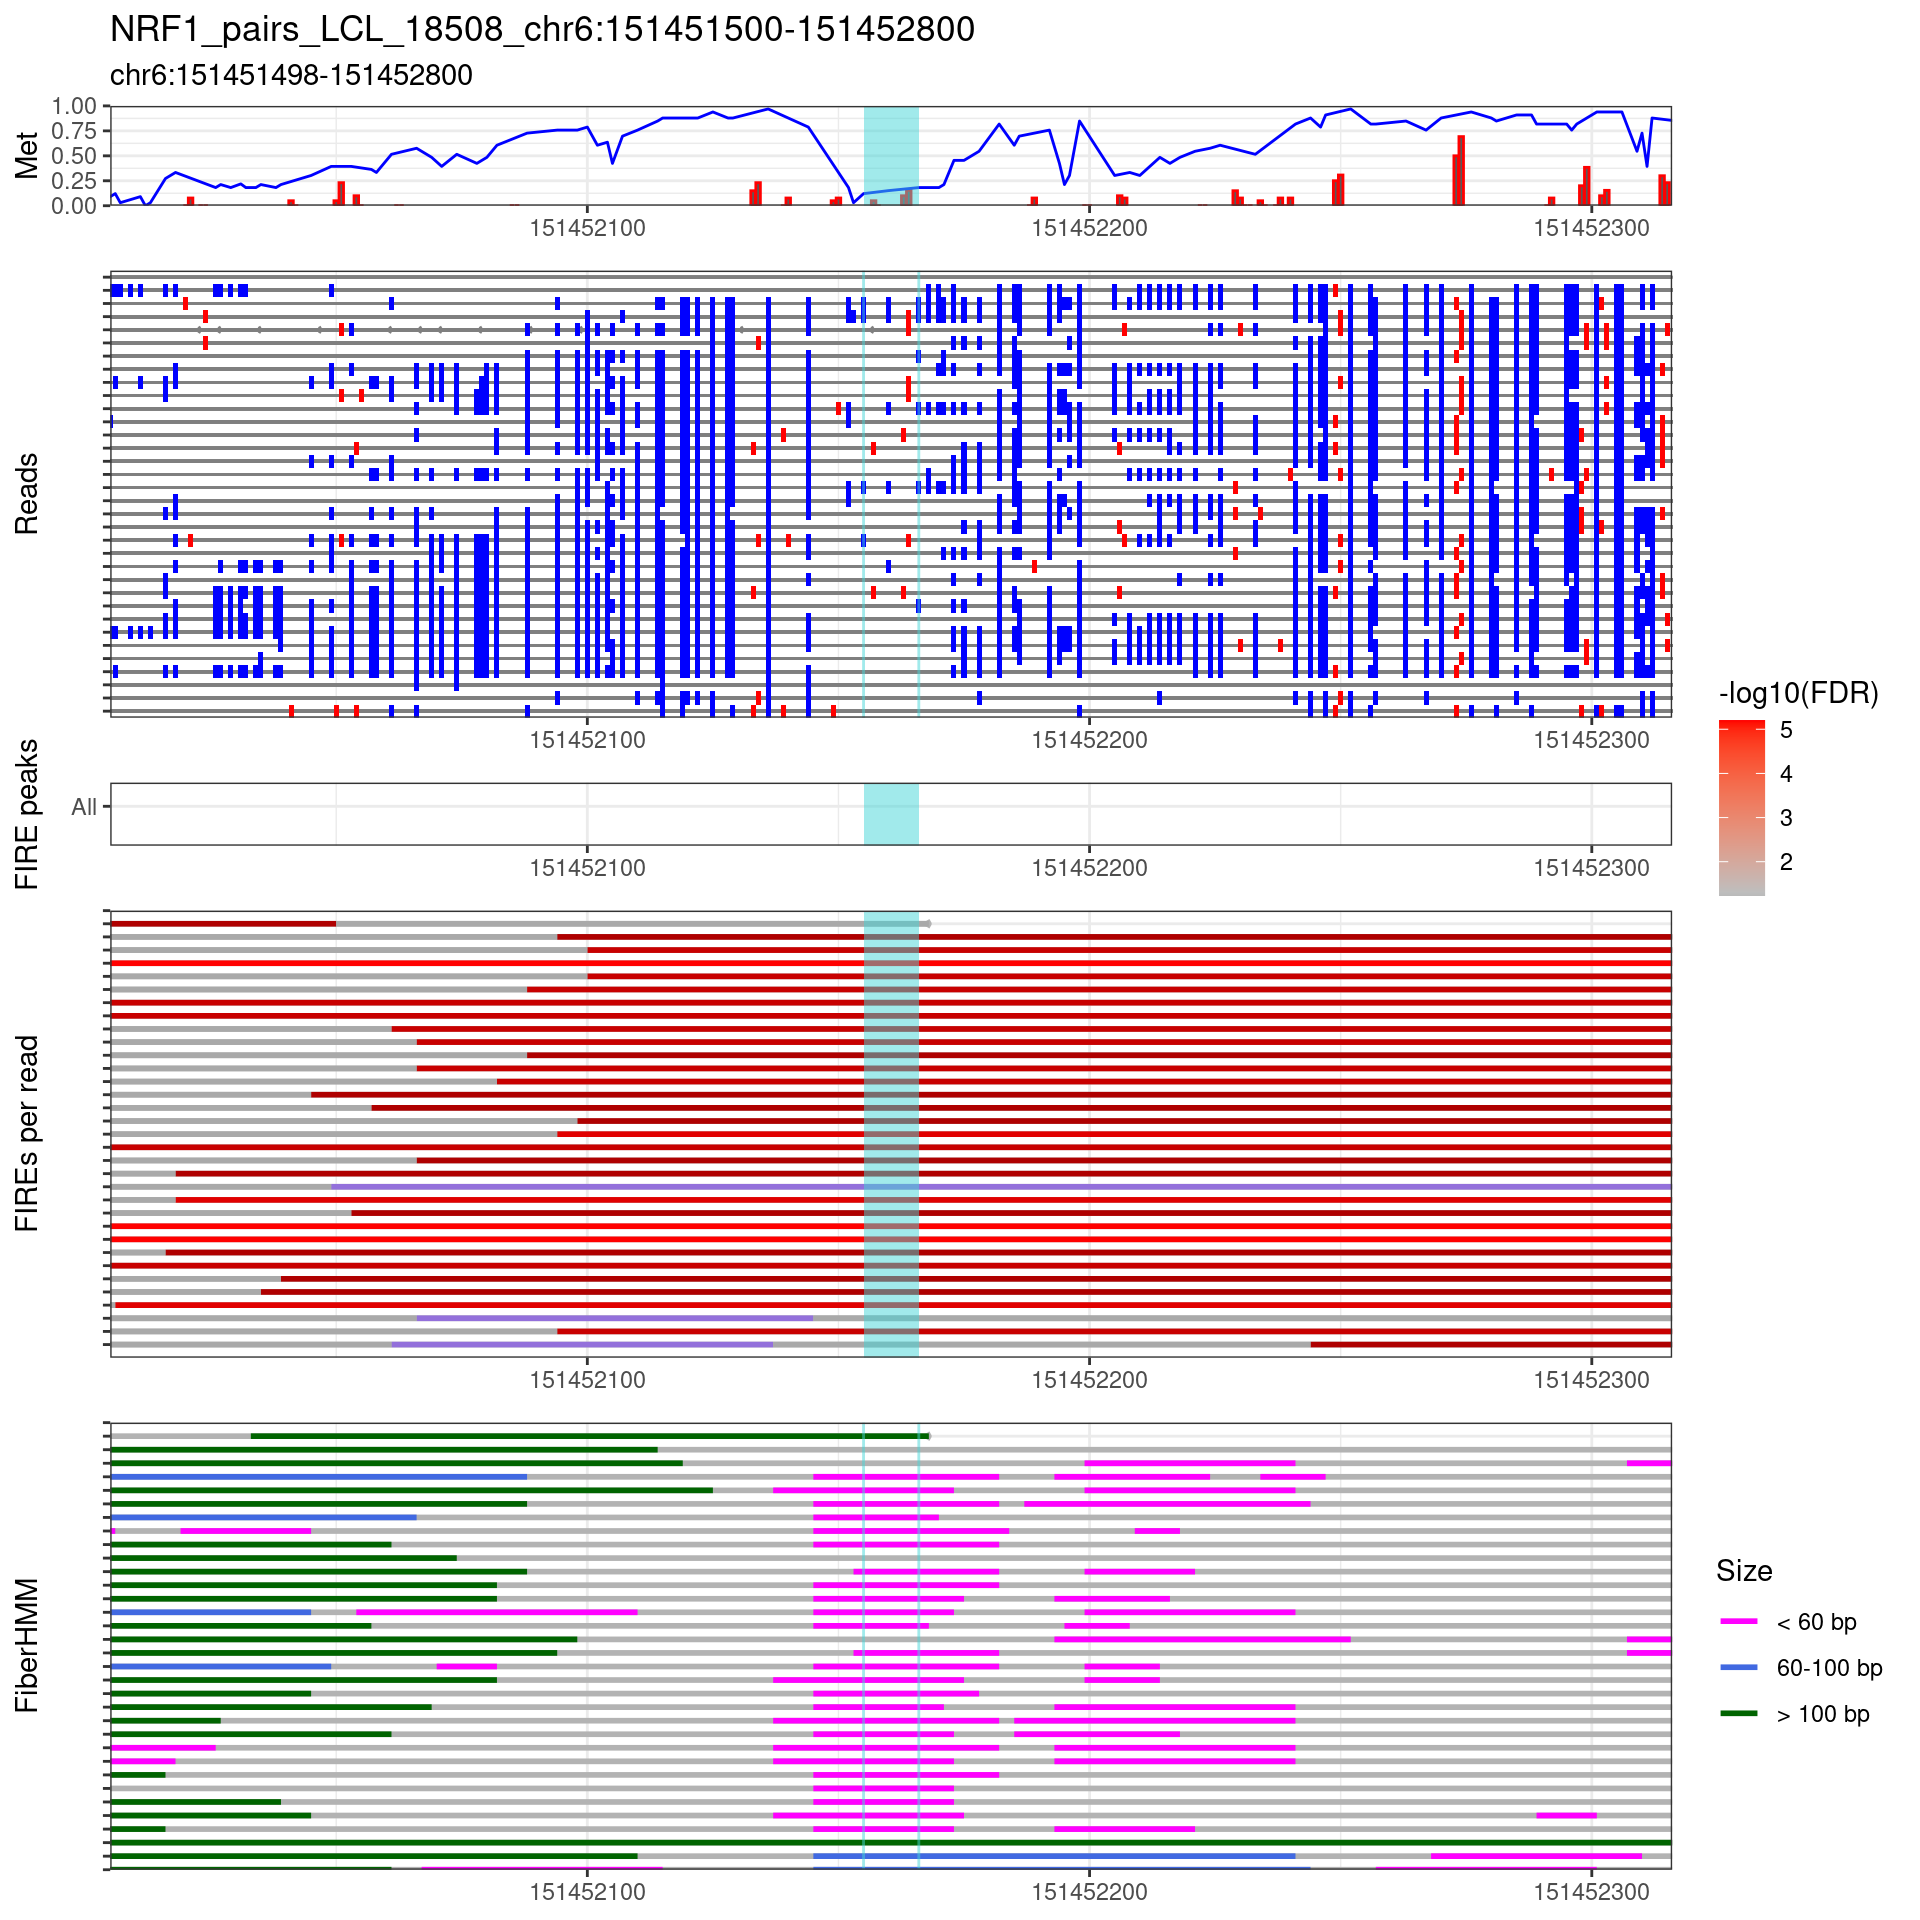 NRF1_pairs_LCL_18508_chr6:151451500-151452800
chr6:151451498-151452800
Met
1.00
0.75
0.50
0.25
0.00
151452100
151452200
151452300
Reads
151452100
151452200
151452300
FIRE peaks
All
151452100
151452200
151452300
-log10(FDR)
5
4
3
2
FIREs per read
151452100
151452200
151452300
FiberHMM
151452100
151452200
151452300
Size
< 60 bp
60-100 bp
> 100 bp